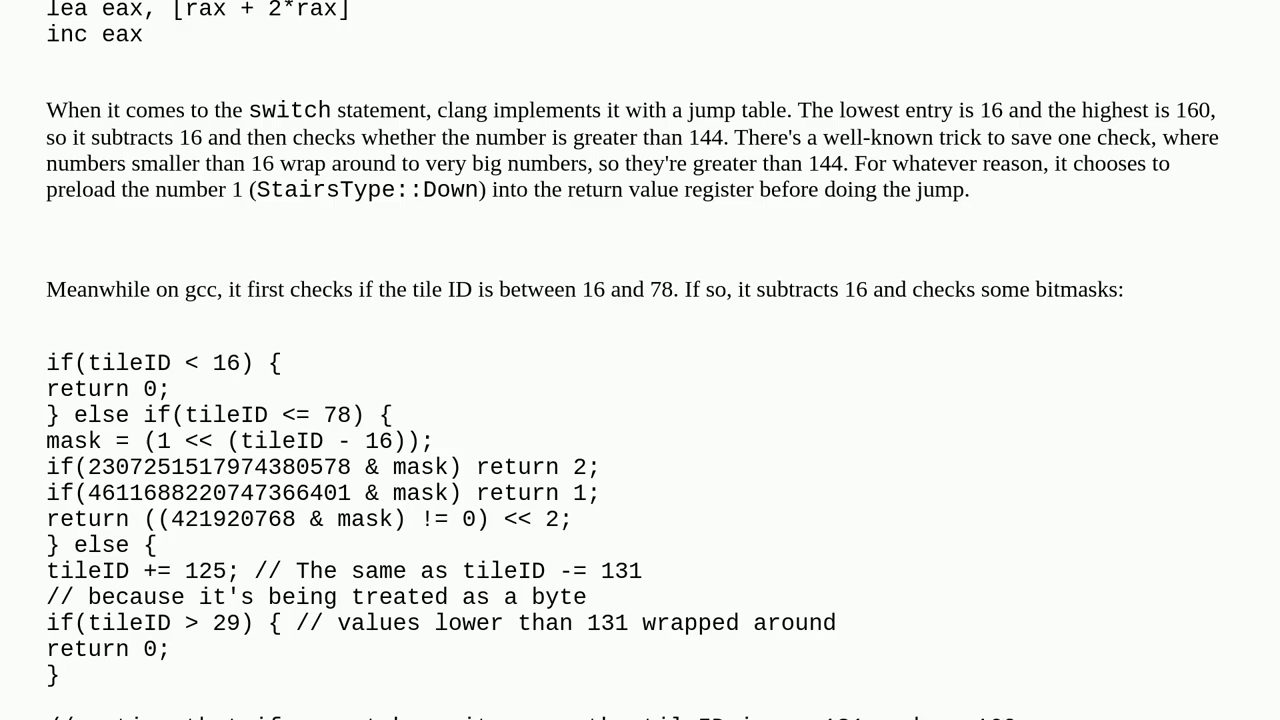 lea eax, [rax + 2*rax]
inc eax
When it comes to the switch statement, clang implements it with a jump table. The lowest entry is 16 and the highest is 160,
so it subtracts 16 and then checks whether the number is greater than 144. There's a well-known trick to save one check, where
numbers smaller than 16 wrap around to very big numbers, so they're greater than 144. For whatever reason, it chooses to
preload the number 1 (StairsType::Down) into the return value register before doing the jump.
Meanwhile on gcc, it first checks if the tile ID is between 16 and 78. If so, it subtracts 16 and checks some bitmasks:
if(tileID < 16) {
return 0;
} else if(tileID <= 78) {
mask = (1 << (tileID - 16));
if(2307251517974380578 & mask) return 2;
if(4611688220747366401 & mask) return 1;
return ((421920768 & mask) != 0) << 2;
} else {
tileID += 125; // The same as tileID -= 131
// because it's being treated as a byte
if(tileID > 29) { // values lower than 131 wrapped around
return 0;
}